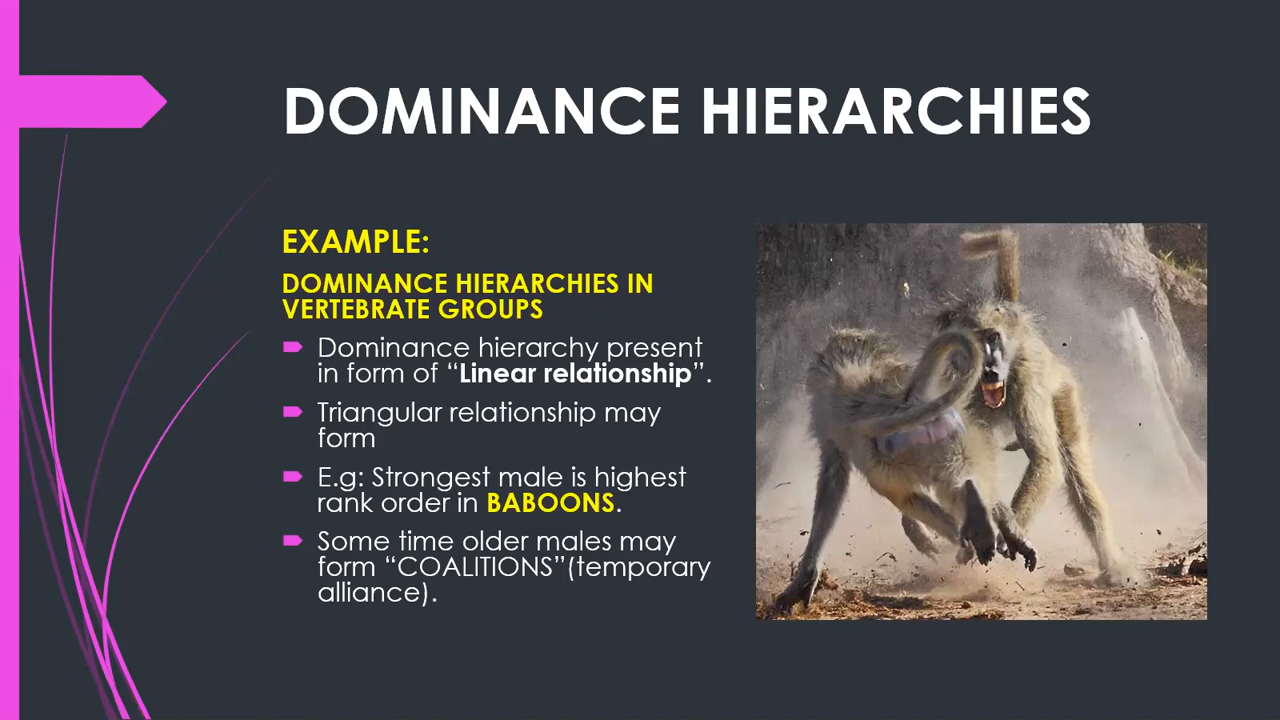 DOMINANCE HIERARCHIES
EXAMPLE:
DOMINANCE HIERARCHIES IN
VERTEBRATE GROUPS
Dominance hierarchy present
in form of “Linear relationship”.
Triangular relationship may
form
E.g: Strongest male is highest
rank order in BABOONS.
Some time older males may
form “COALITIONS”(temporary
alliance).